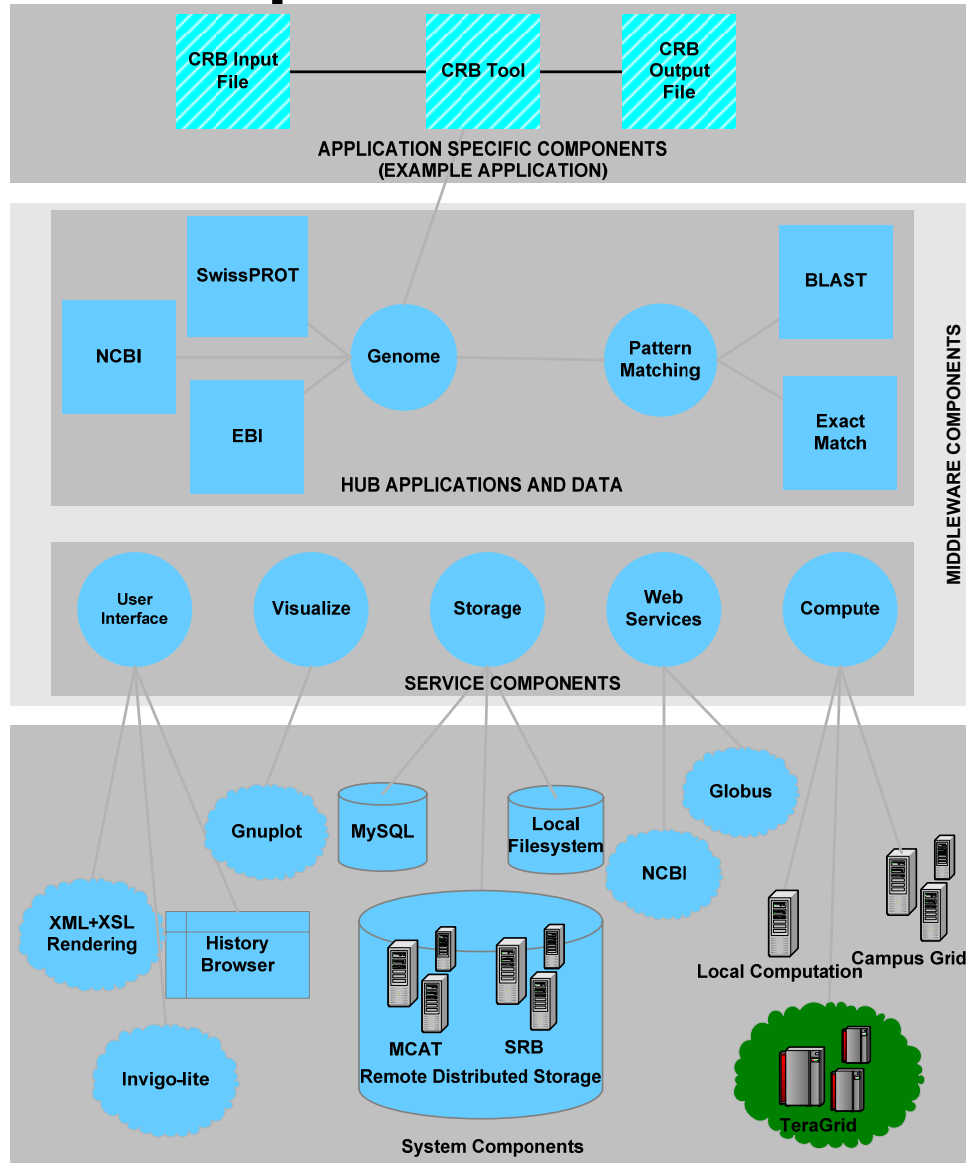 CRB Input
File
CRB Tool
CRB
Output
File
APPLICATION SPECIFIC COMPONENTS
(EXAMPLE APPLICATION)
SwissPROT
NCBI
EBI
Genome
Pattern
Matching
BLAST
Exact
Match
HUB APPLICATIONS AND DATA
MIDDLEWARE COMPONENTS
User
Interface
Visualize
Storage
Web
Services
Compute
SERVICE COMPONENTS
Gnuplot
MySQL
Local
Filesystem
Globus
NCBI
XML+XSL
Rendering
History
Browser
Invigo-lite
MCAT
SRB
Remote Distributed Storage
Local Computation
Campus Grid
TeraGrid
System Components